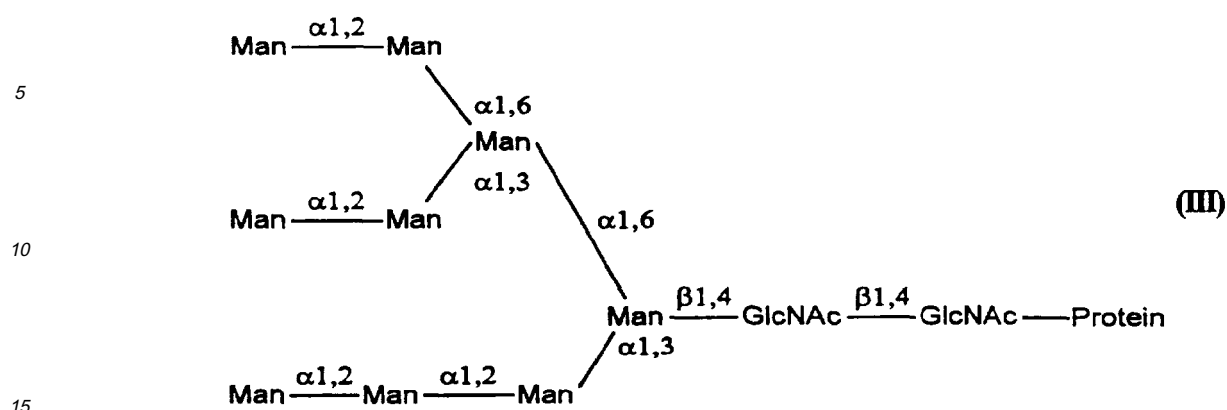 α1,2
Man Man
5
α1,6
Man
α1,3
α1,2
Man Man
(III)
α1,6
10
β1,4 β1,4
Man GlcNAc GlcNAc Protein
α1,3
α1,2 α1,2
Man Man Man
15